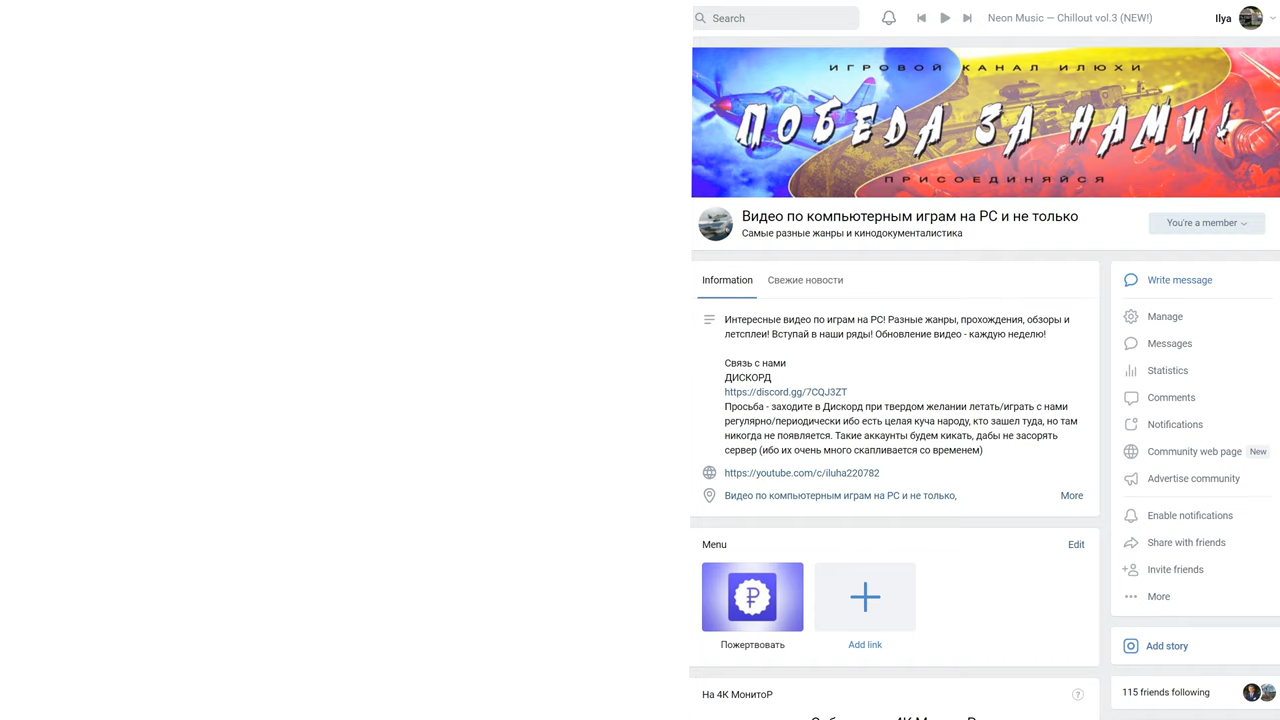 Search
Neon Music — Chillout vol.3 (NEW!)
Ilya
ИГРОВОЙ КАНАЛ ИЛЮХИ
ПОБЕДА ЗА НАМИ!
ПРИСОЕДИНЯЙСЯ
Видео по компьютерным играм на PC и не только
Самые разные жанры и кинодокументалистика
You're a member
Information
Свежие новости
Интересные видео по играм на PC! Разные жанры, прохождения, обзоры и
летсплеи! Вступай в наши ряды! Обновление видео - каждую неделю!
Связь с нами
ДИСКОРД
https://discord.gg/7CQJ3ZT
Просьба - заходите в Дискорд при твердом желании летать/играть с нами
регулярно/периодически ибо есть целая куча народу, кто зашел туда, но там
никогда не появляется. Такие аккаунты будем кикать, дабы не засорять
сервер (ибо их очень много скапливается со временем)
https://youtube.com/c/iluha220782
Видео по компьютерным играм на PC и не только,
More
Menu
Edit
Пожертвовать
Add link
На 4К МонитоР
Write message
Manage
Messages
Statistics
Comments
Notifications
Community web page New
Advertise community
Enable notifications
Share with friends
Invite friends
More
Add story
115 friends following